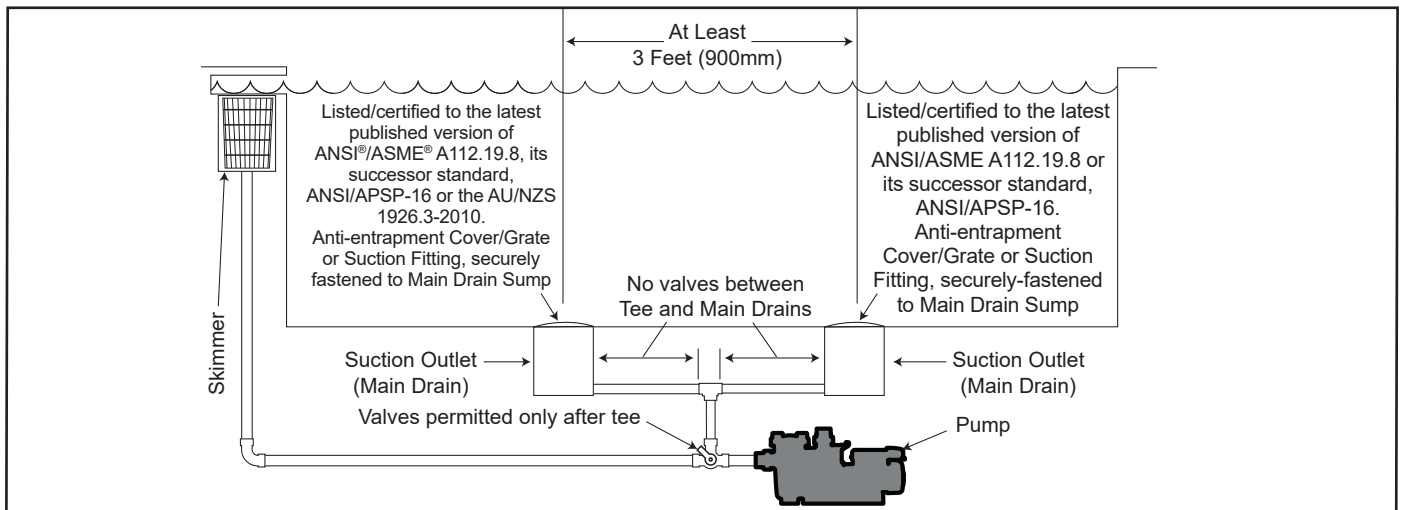 At Least
3 Feet (900mm)
Listed/certified to the latest
published version of
ANSI®/ASME® A112.19.8, its
successor standard,
ANSI/APSP-16 or the AU/NZS
1926.3-2010.
Anti-entrapment Cover/Grate
or Suction Fitting, securely
fastened to Main Drain Sump
Listed/certified to the latest
published version of
ANSI/ASME A112.19.8 or
its successor standard,
ANSI/APSP-16.
Anti-entrapment
Cover/Grate or Suction
Fitting, securely-fastened
to Main Drain Sump
No valves between
Tee and Main Drains
Skimmer
Suction Outlet
(Main Drain)
Suction Outlet
(Main Drain)
Valves permitted only after tee
Pump